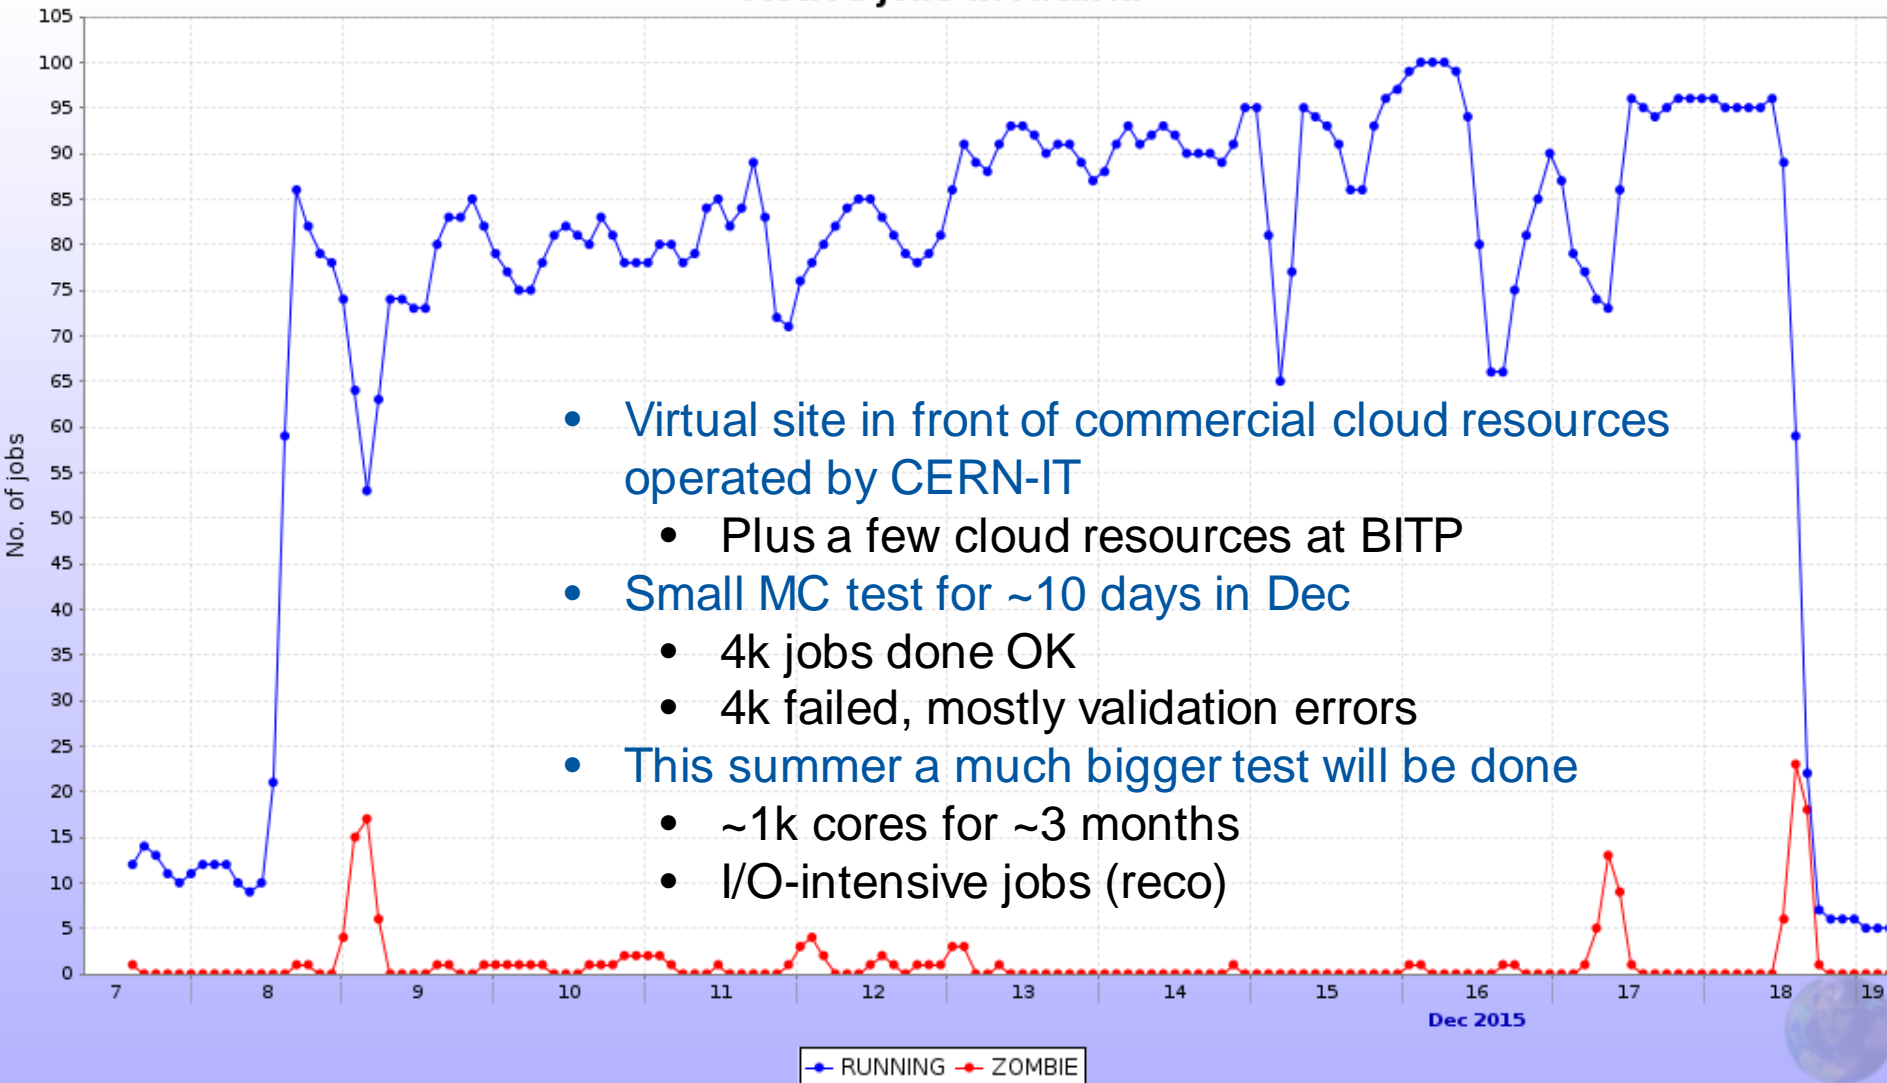 105
100
95
90
85
80
75
70
65
60
55
50
45
40
35
30
25
20
15
10
5
0
No. of jobs
• Virtual site in front of commercial cloud resources
operated by CERN-IT
• Plus a few cloud resources at BITP
• Small MC test for ~10 days in Dec
• 4k jobs done OK
• 4k failed, mostly validation errors
• This summer a much bigger test will be done
• ~1k cores for ~3 months
• I/O-intensive jobs (reco)
7 8 9 10 11 12 13 14 15 16 17 18 19
Dec 2015
RUNNING ZOMBIE